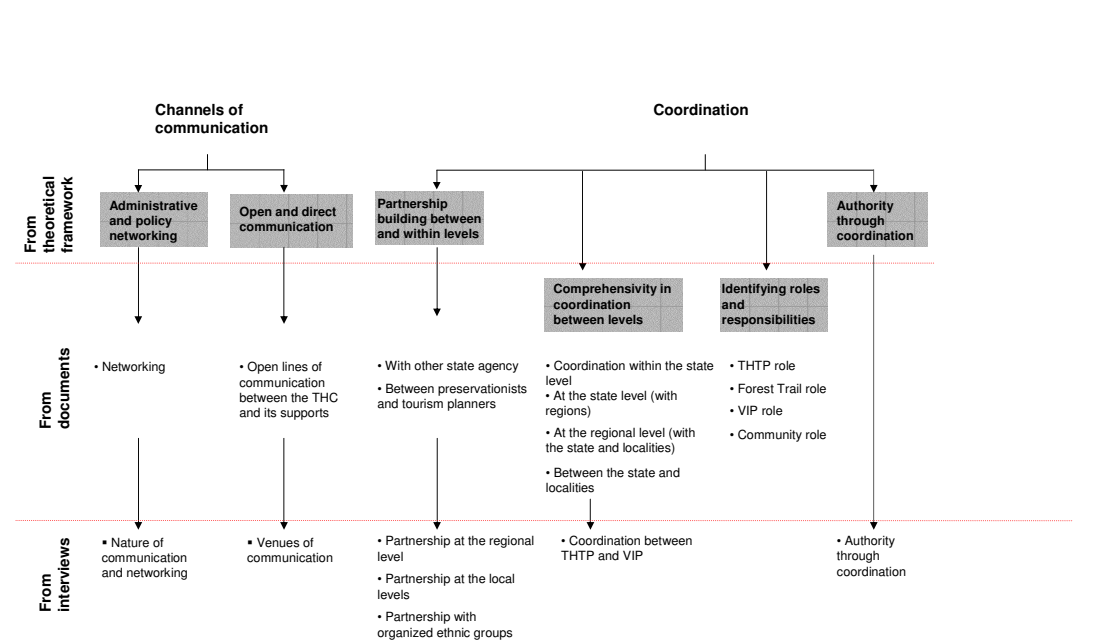 Channels of
communication
Coordination
From
theoretical
framework
Administrative
and policy
networking
Open and direct
communication
Partnership
building between
and within levels
Authority
through
coordination
Comprehensivity in
coordination
between levels
Identifying roles
and
responsibilities
From
documents
• Networking
• Open lines of
communication
between the THC
and its supports
• With other state agency
• Between preservationists
and tourism planners
• Coordination within the state
level
• At the state level (with
regions)
• At the regional level (with
the state and localities)
• Between the state and
localities
• THTP role
• Forest Trail role
• VIP role
• Community role
From
interviews
▪ Nature of
communication
and networking
▪ Venues of
communication
• Partnership at the regional
level
• Partnership at the local
levels
• Partnership with
organized ethnic groups
• Coordination between
THTP and VIP
• Authority
through
coordination